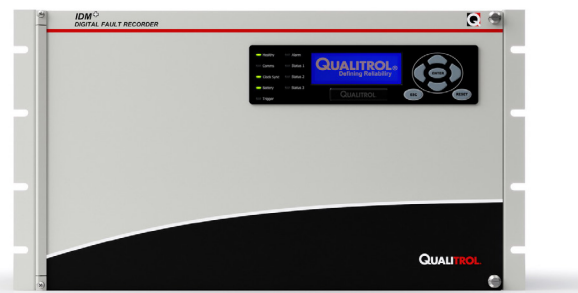 IDM+
DIGITAL FAULT RECORDER
Q
Healthy
Alarm
Comms
Status 1
Clock Sync
Status 2
Battery
Status 3
Trigger
QUALITROL®
Defining Reliability
QUALITROL
ENTER
ESC
RESET
QUALITROL